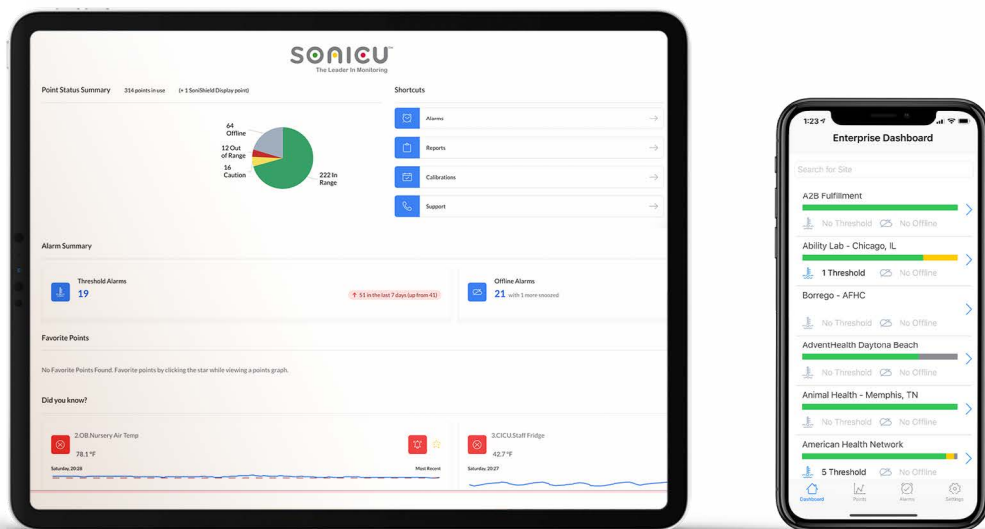 SONICU™
The Leader In Monitoring
Point Status Summary 314 points in use (+ 1 SoniShield Display point)
64 Offline
12 Out of Range
16 Caution
222 In Range
Shortcuts
Alarms
Reports
Calibrations
Support
Alarm Summary
Threshold Alarms
19
↑ 51 in the last 7 days (up from 41)
Offline Alarms
21 with 1 more snoozed
Favorite Points
No Favorite Points Found. Favorite points by clicking the star while viewing a points graph.
Did you know?
2.OB.Nursery Air Temp
78.1 °F
Saturday, 20:28 Most Recent
3.CICU.Staff Fridge
42.7 °F
Saturday, 20:27
1:23
Enterprise Dashboard
Search for Site
A2B Fulfillment
No Threshold No Offline
Ability Lab - Chicago, IL
1 Threshold No Offline
Borrego - AFHC
No Threshold No Offline
AdventHealth Daytona Beach
No Threshold No Offline
Animal Health - Memphis, TN
No Threshold No Offline
American Health Network
5 Threshold No Offline
Dashboard Points Alarms Settings